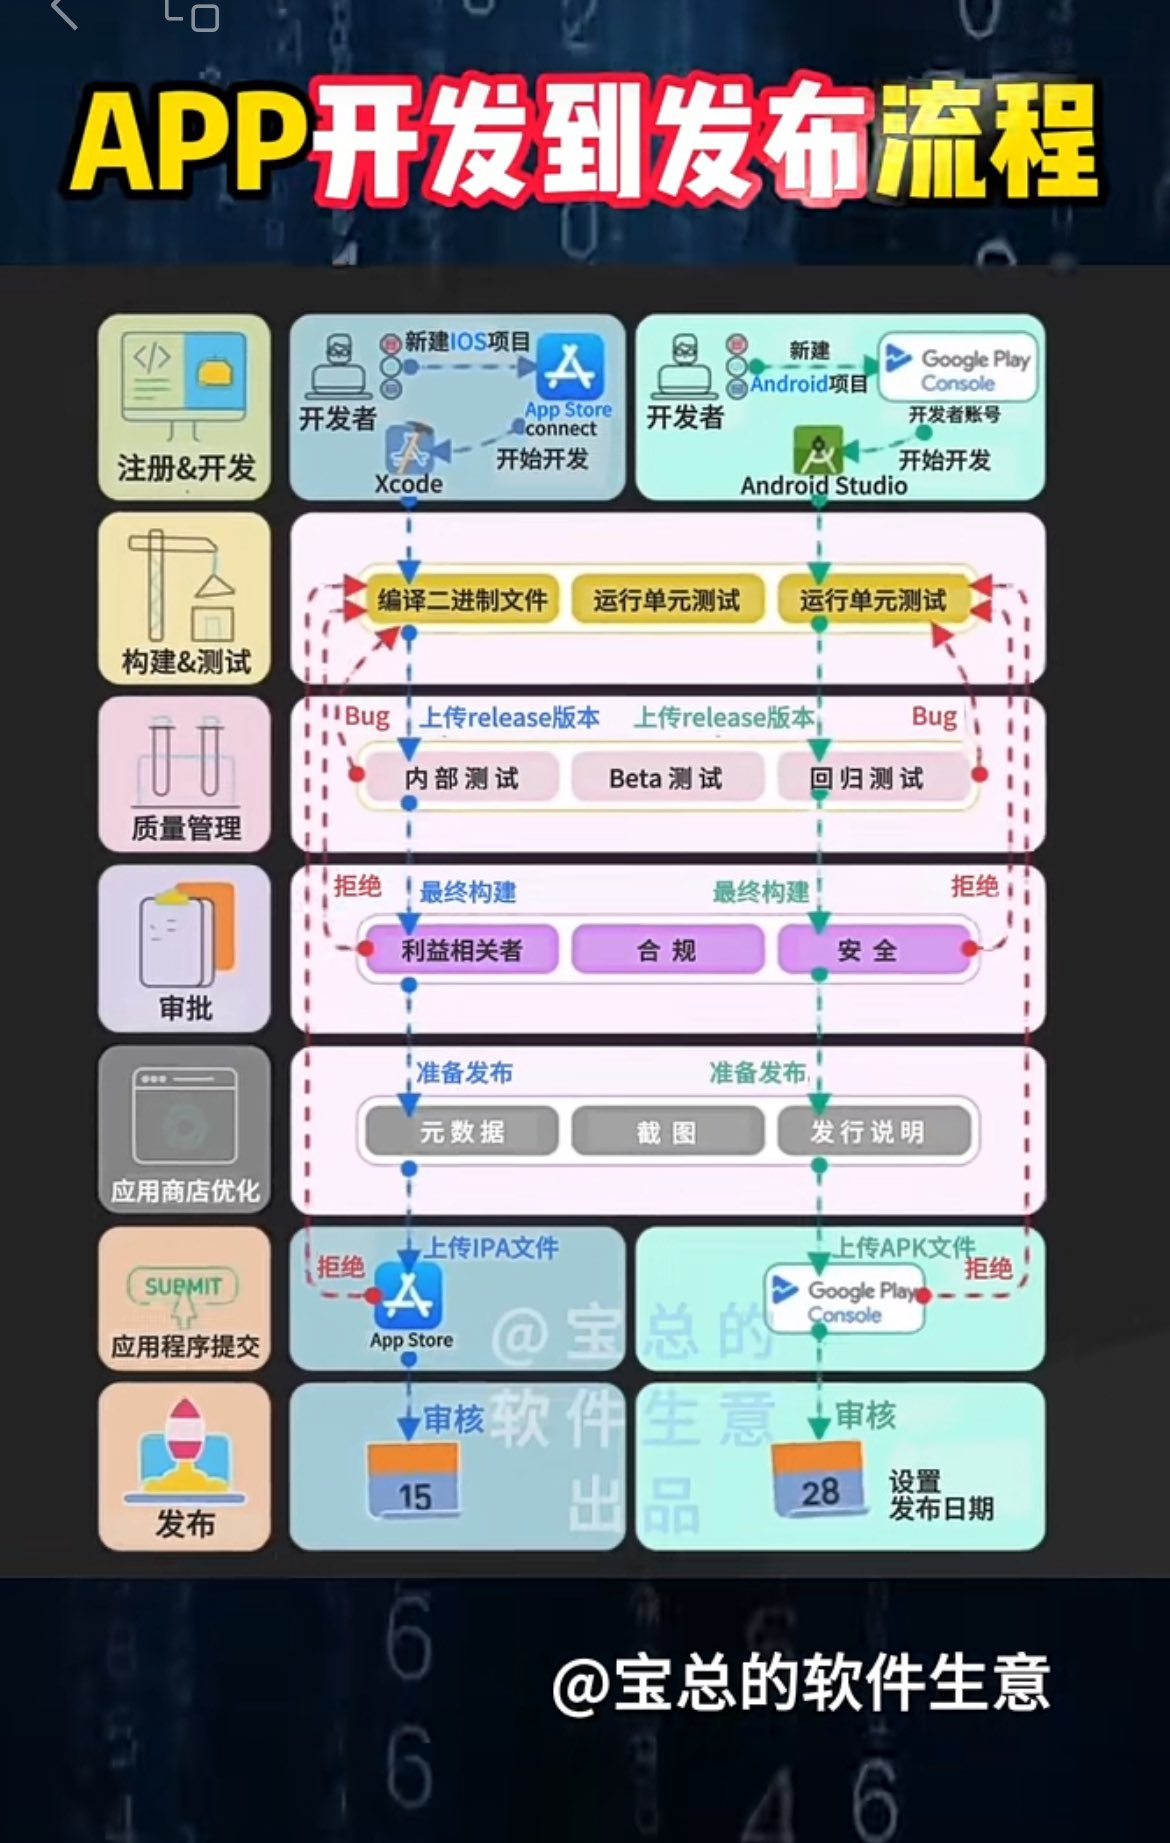 APP开发到发布流程
注册&开发
开发者
新建IOS项目
App Store
connect
开始开发
Xcode
开发者
新建
Android项目
Google Play
Console
开发者账号
开始开发
Android Studio
构建&测试
编译二进制文件
运行单元测试
运行单元测试
质量管理
Bug
上传release版本
上传release版本
Bug
内部测试
Beta 测试
回归测试
审批
拒绝
最终构建
最终构建
拒绝
利益相关者
合规
安全
应用商店优化
准备发布
准备发布
元数据
截图
发行说明
SUBMIT
应用程序提交
拒绝
上传IPA文件
App Store
上传APK文件
拒绝
Google Play
Console
@宝总的
软件生意
出品
发布
审核
15
审核
28
设置
发布日期
@宝总的软件生意